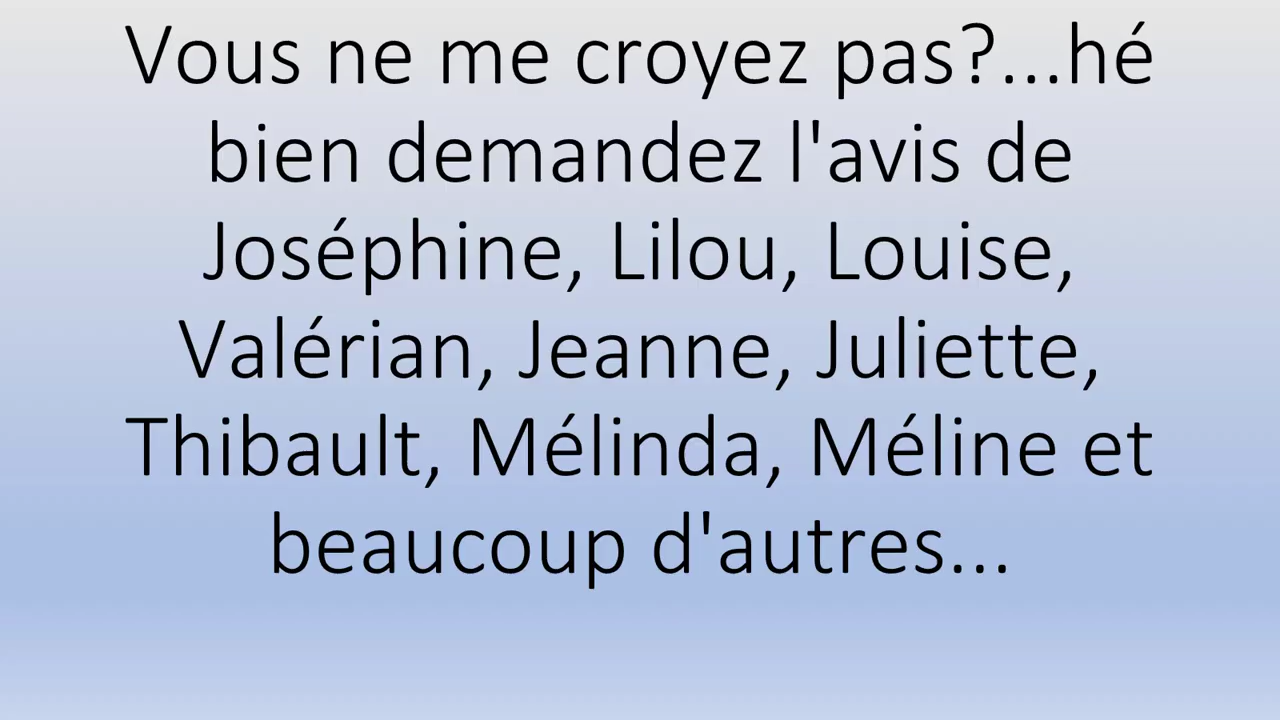 Vous ne me croyez pas?...hé
bien demandez l'avis de
Joséphine, Lilou, Louise,
Valérian, Jeanne, Juliette,
Thibault, Mélinda, Méline et
beaucoup d'autres...